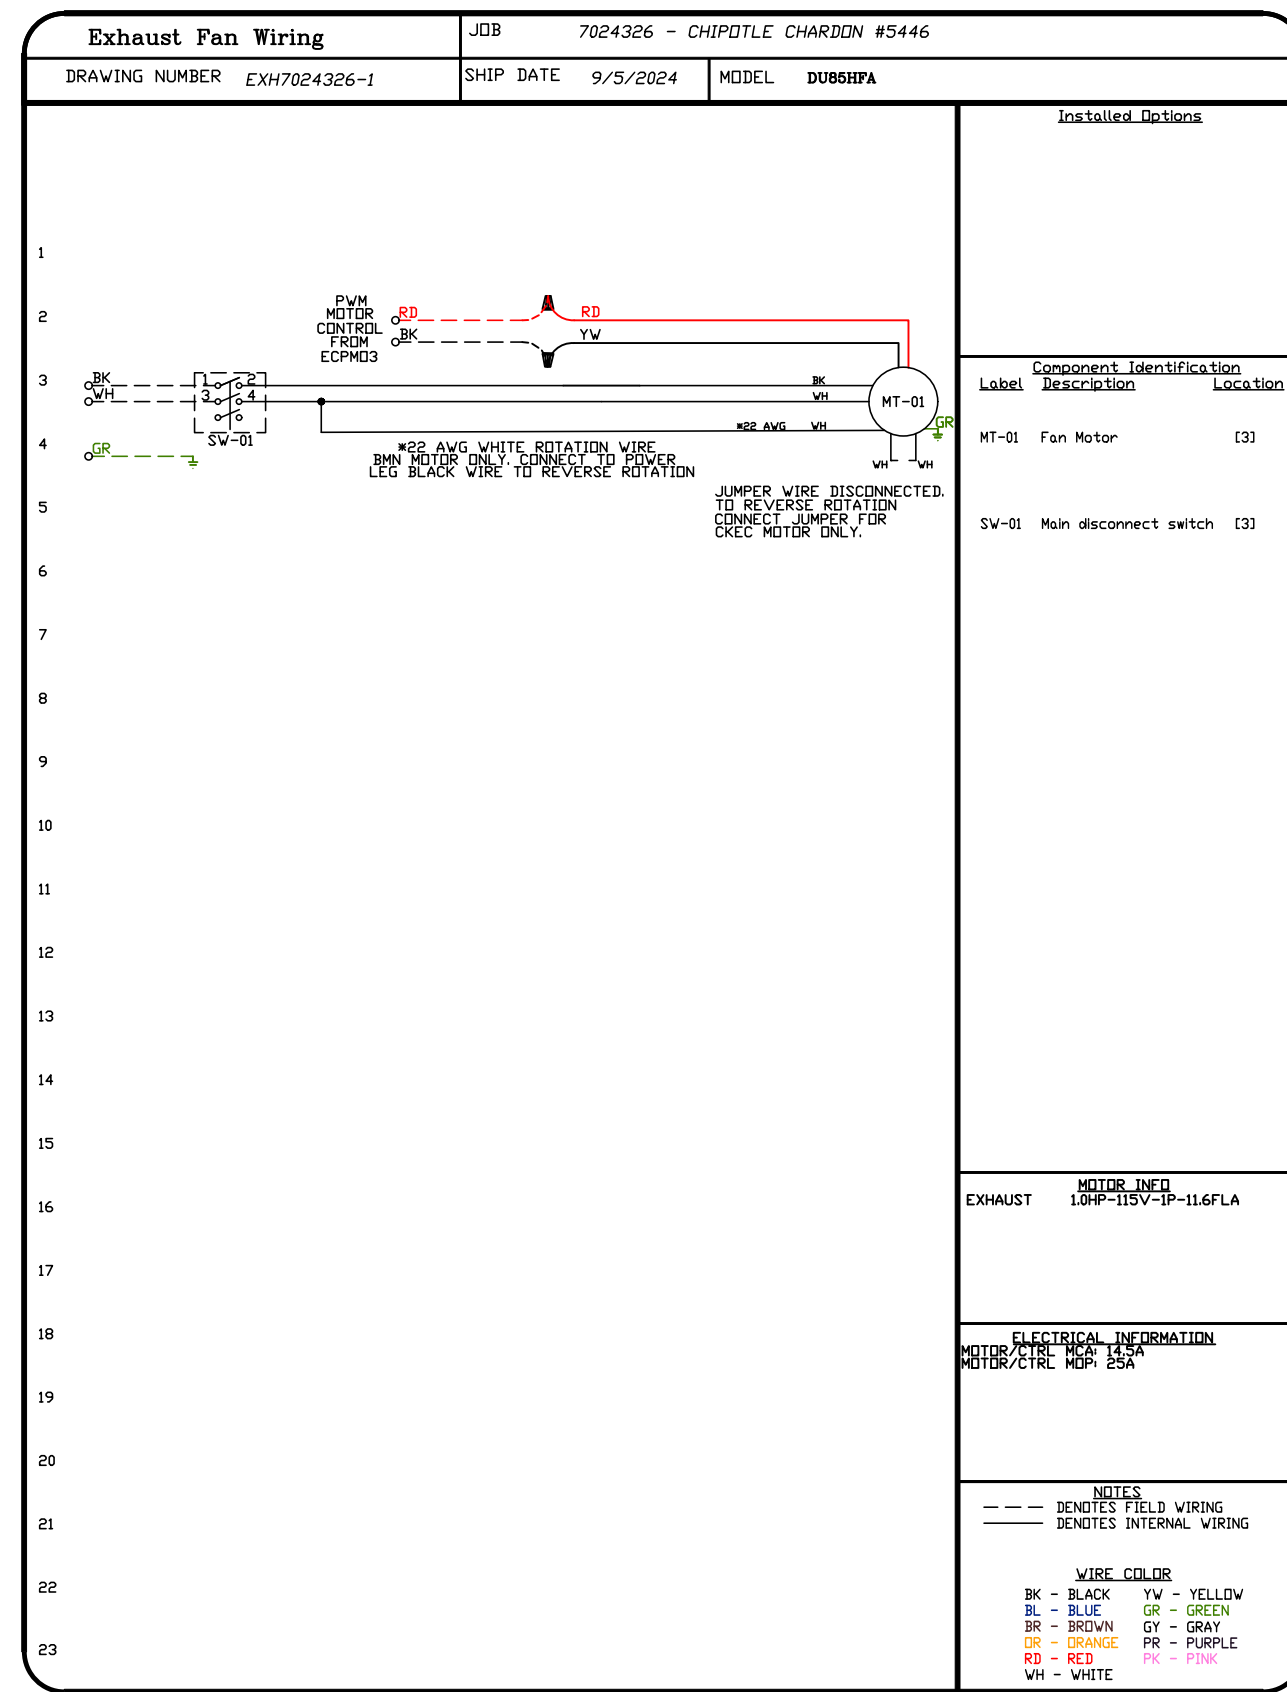 Exhaust Fan Wiring
JOB 7024326 - CHIPOTLE CHARDON #5446
DRAWING NUMBER EXH7024326-1
SHIP DATE 9/5/2024
MODEL DU85HFA
Installed Options
1
2
3
4
5
6
7
8
9
10
11
12
13
14
15
16
17
18
19
20
21
22
23
PWM
MOTOR
CONTROL
FROM
ECPM03
RD
RD
BK
YW
BK
WH
1
2
3
4
SW-01
GR
BK
WH
*22 AWG WH
MT-01
GR
WH
WH
*22 AWG WHITE ROTATION WIRE
BMN MOTOR ONLY. CONNECT TO POWER
LEG BLACK WIRE TO REVERSE ROTATION
JUMPER WIRE DISCONNECTED.
TO REVERSE ROTATION
CONNECT JUMPER FOR
CKEC MOTOR ONLY.
Component Identification
Label Description Location
MT-01 Fan Motor [3]
SW-01 Main disconnect switch [3]
MOTOR INFO
EXHAUST 1.0HP-115V-1P-11.6FLA
ELECTRICAL INFORMATION
MOTOR/CTRL MCA: 14.5A
MOTOR/CTRL MOP: 25A
NOTES
DENOTES FIELD WIRING
DENOTES INTERNAL WIRING
WIRE COLOR
BK - BLACK YW - YELLOW
BL - BLUE GR - GREEN
BR - BROWN GY - GRAY
OR - ORANGE PR - PURPLE
RD - RED PK - PINK
WH - WHITE